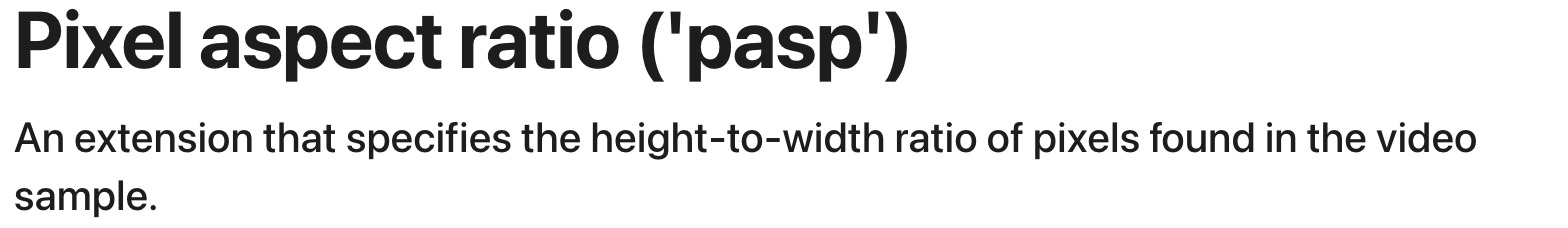 Pixel aspect ratio ('pasp')
An extension that specifies the height-to-width ratio of pixels found in the video
sample.